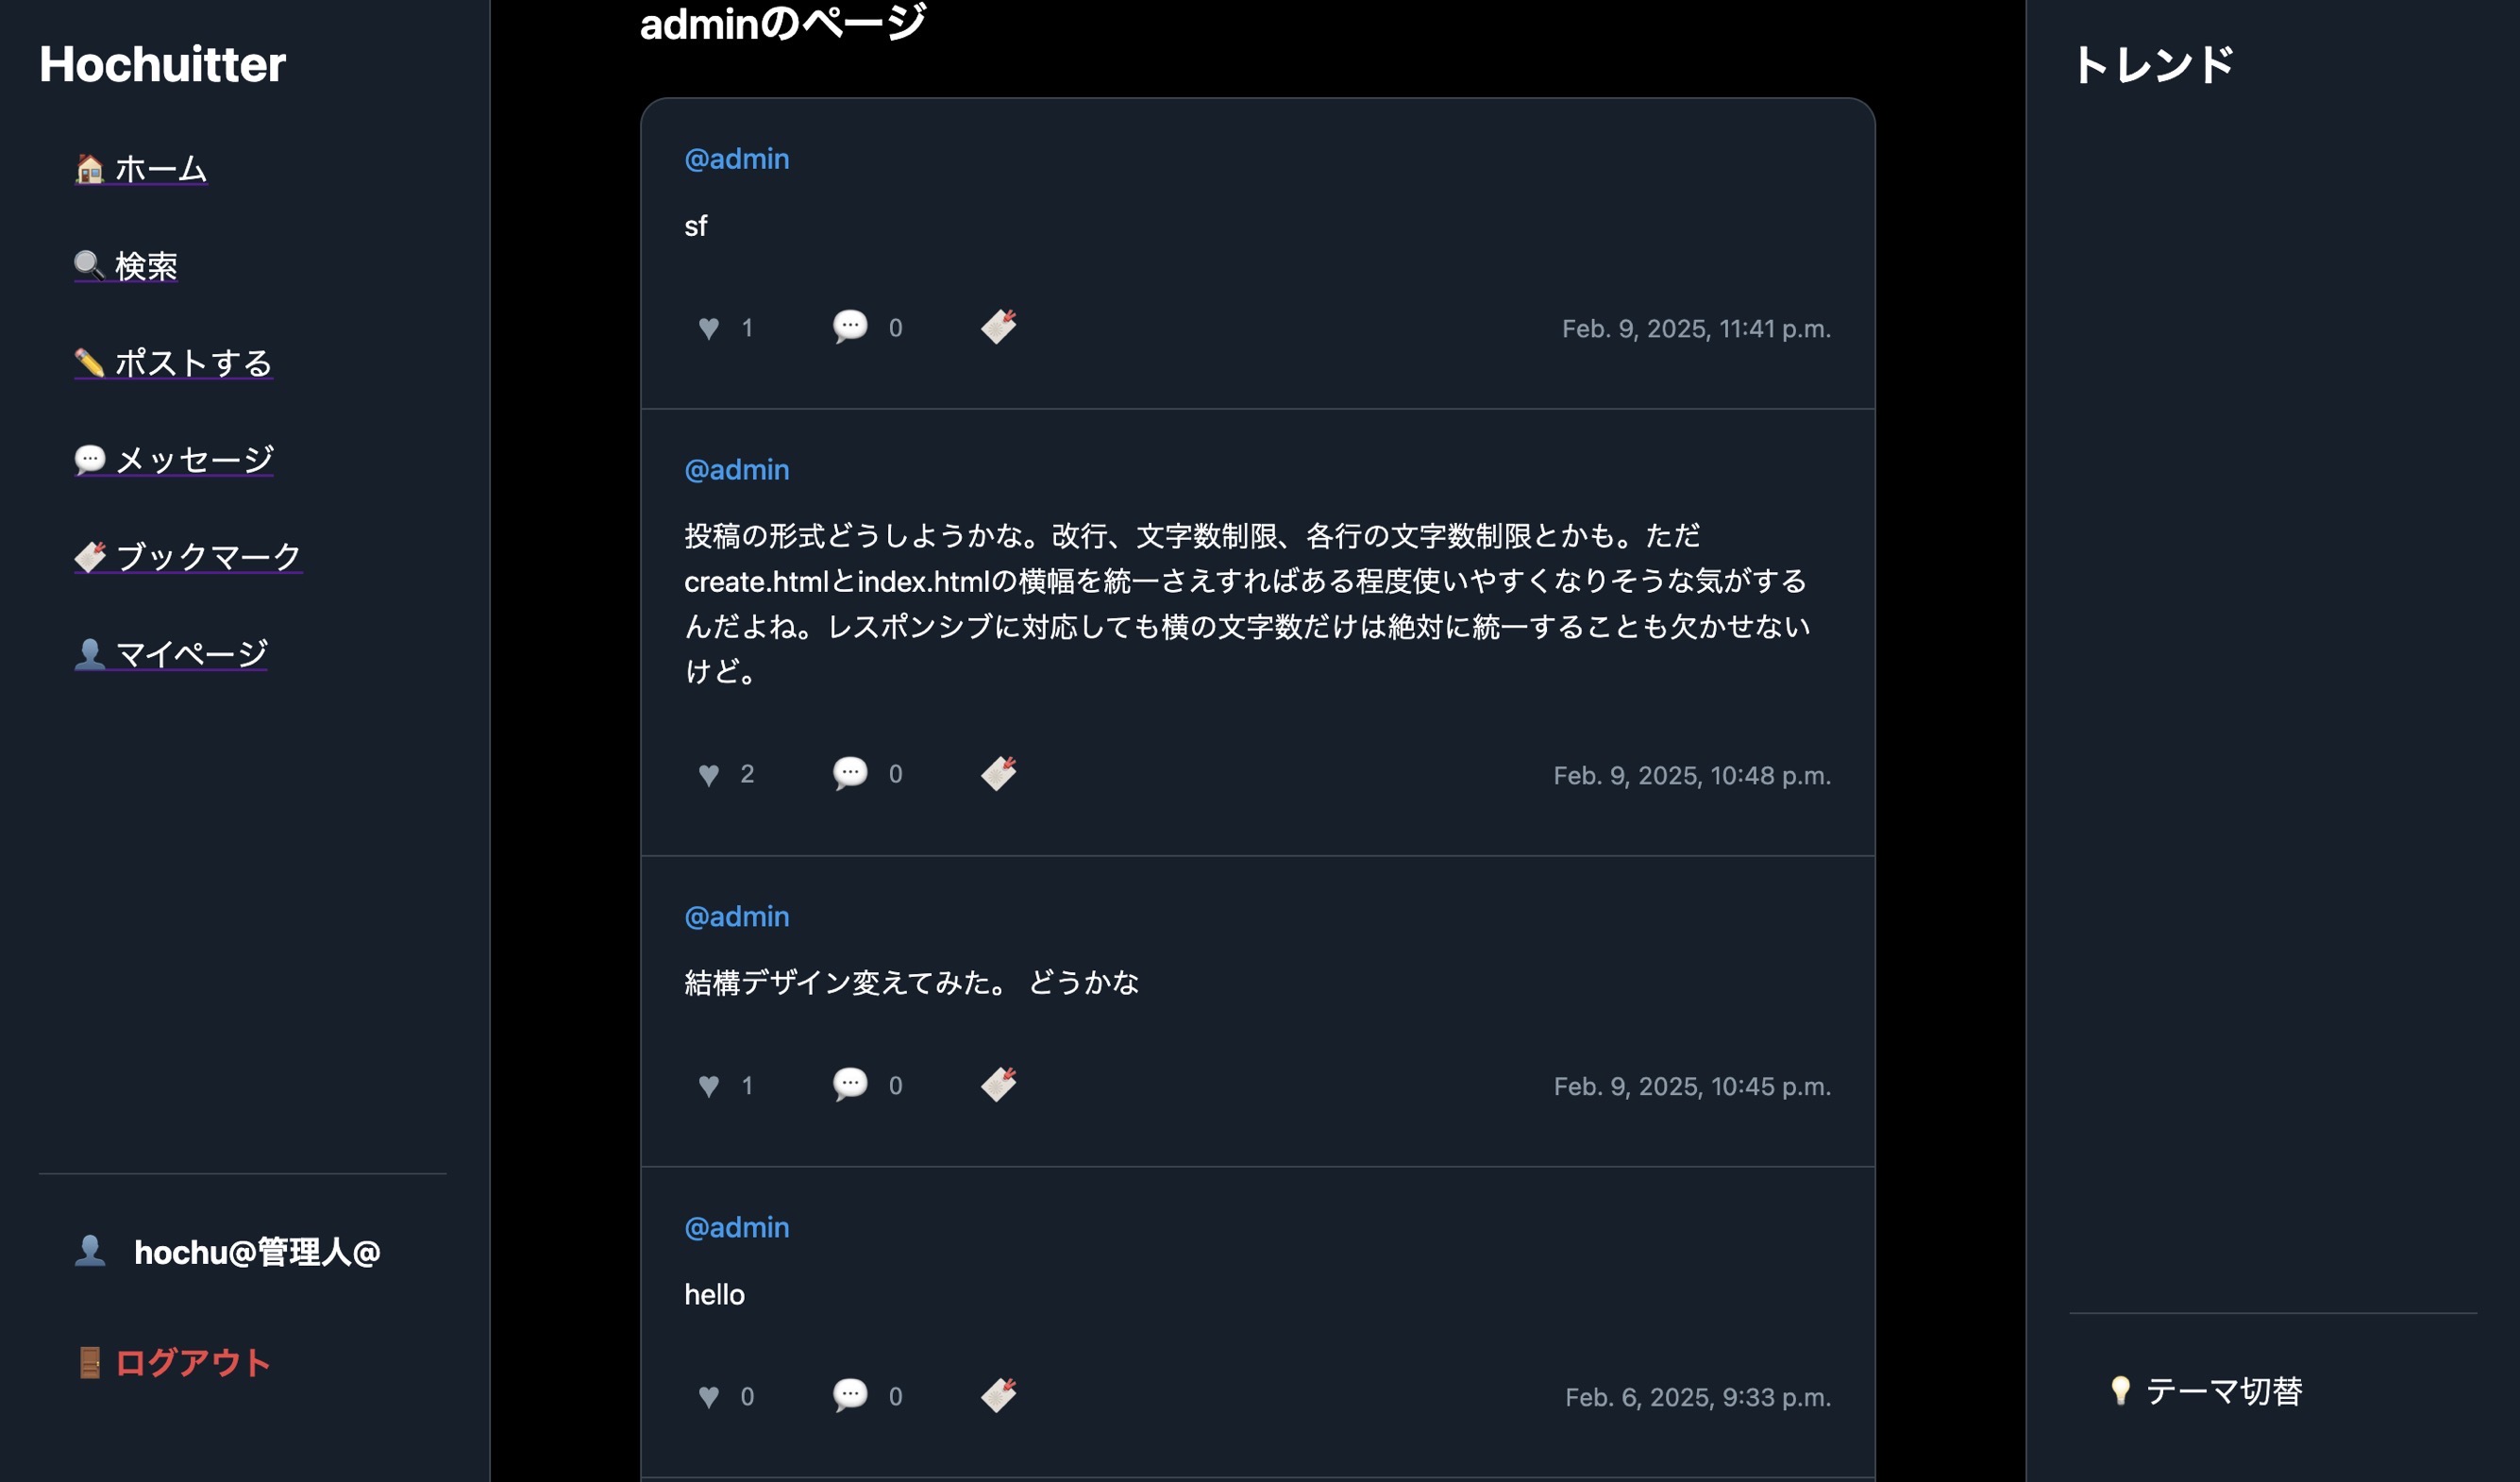 Hochuitter
🏠 ホーム
🔍 検索
✏️ ポストする
💬 メッセージ
🔖 ブックマーク
👤 マイページ
👤 hochu@管理人@
🚪 ログアウト
adminのページ
@admin
sf
♥ 1 💬 0 🔖 Feb. 9, 2025, 11:41 p.m.
@admin
投稿の形式どうしようかな。改行、文字数制限、各行の文字数制限とかも。ただ
create.htmlとindex.htmlの横幅を統一さえすればある程度使いやすくなりそうな気がする
んだよね。レスポンシブに対応しても横の文字数だけは絶対に統一することも欠かせない
けど。
♥ 2 💬 0 🔖 Feb. 9, 2025, 10:48 p.m.
@admin
結構デザイン変えてみた。 どうかな
♥ 1 💬 0 🔖 Feb. 9, 2025, 10:45 p.m.
@admin
hello
♥ 0 💬 0 🔖 Feb. 6, 2025, 9:33 p.m.
トレンド
💡 テーマ切替